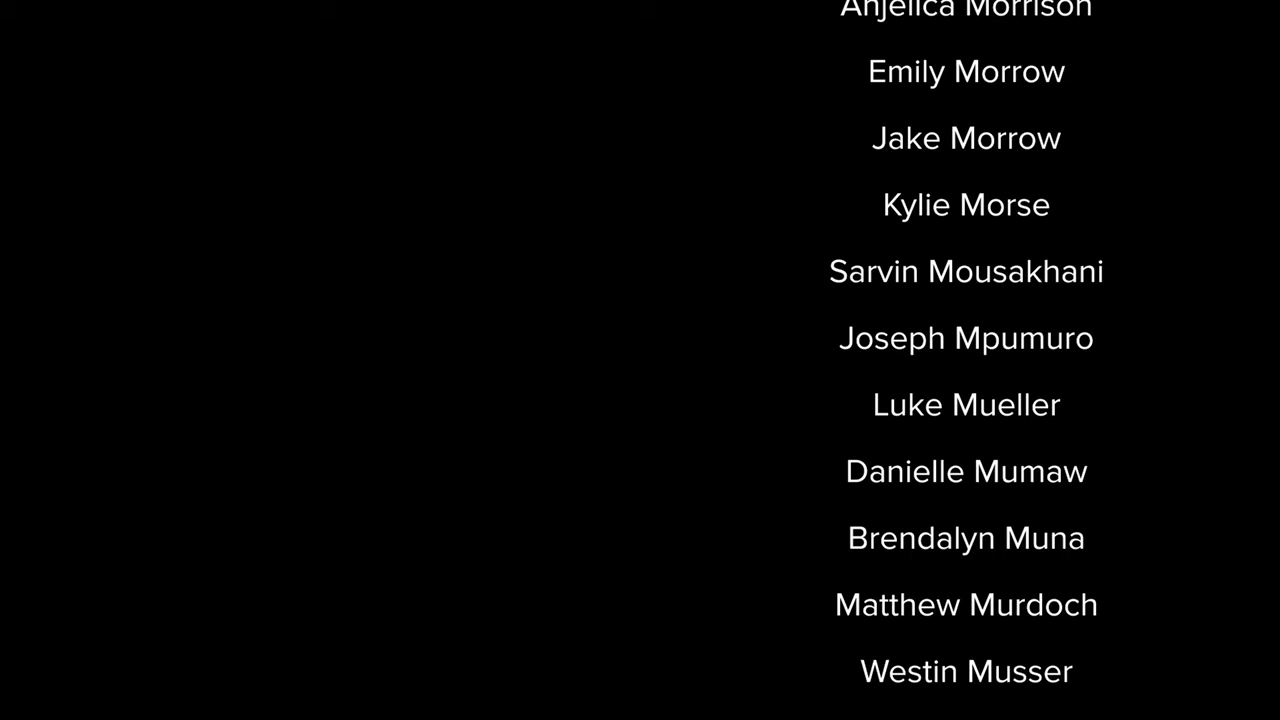 Anjelica Morrison
Emily Morrow
Jake Morrow
Kylie Morse
Sarvin Mousakhani
Joseph Mpumuro
Luke Mueller
Danielle Mumaw
Brendalyn Muna
Matthew Murdoch
Westin Musser